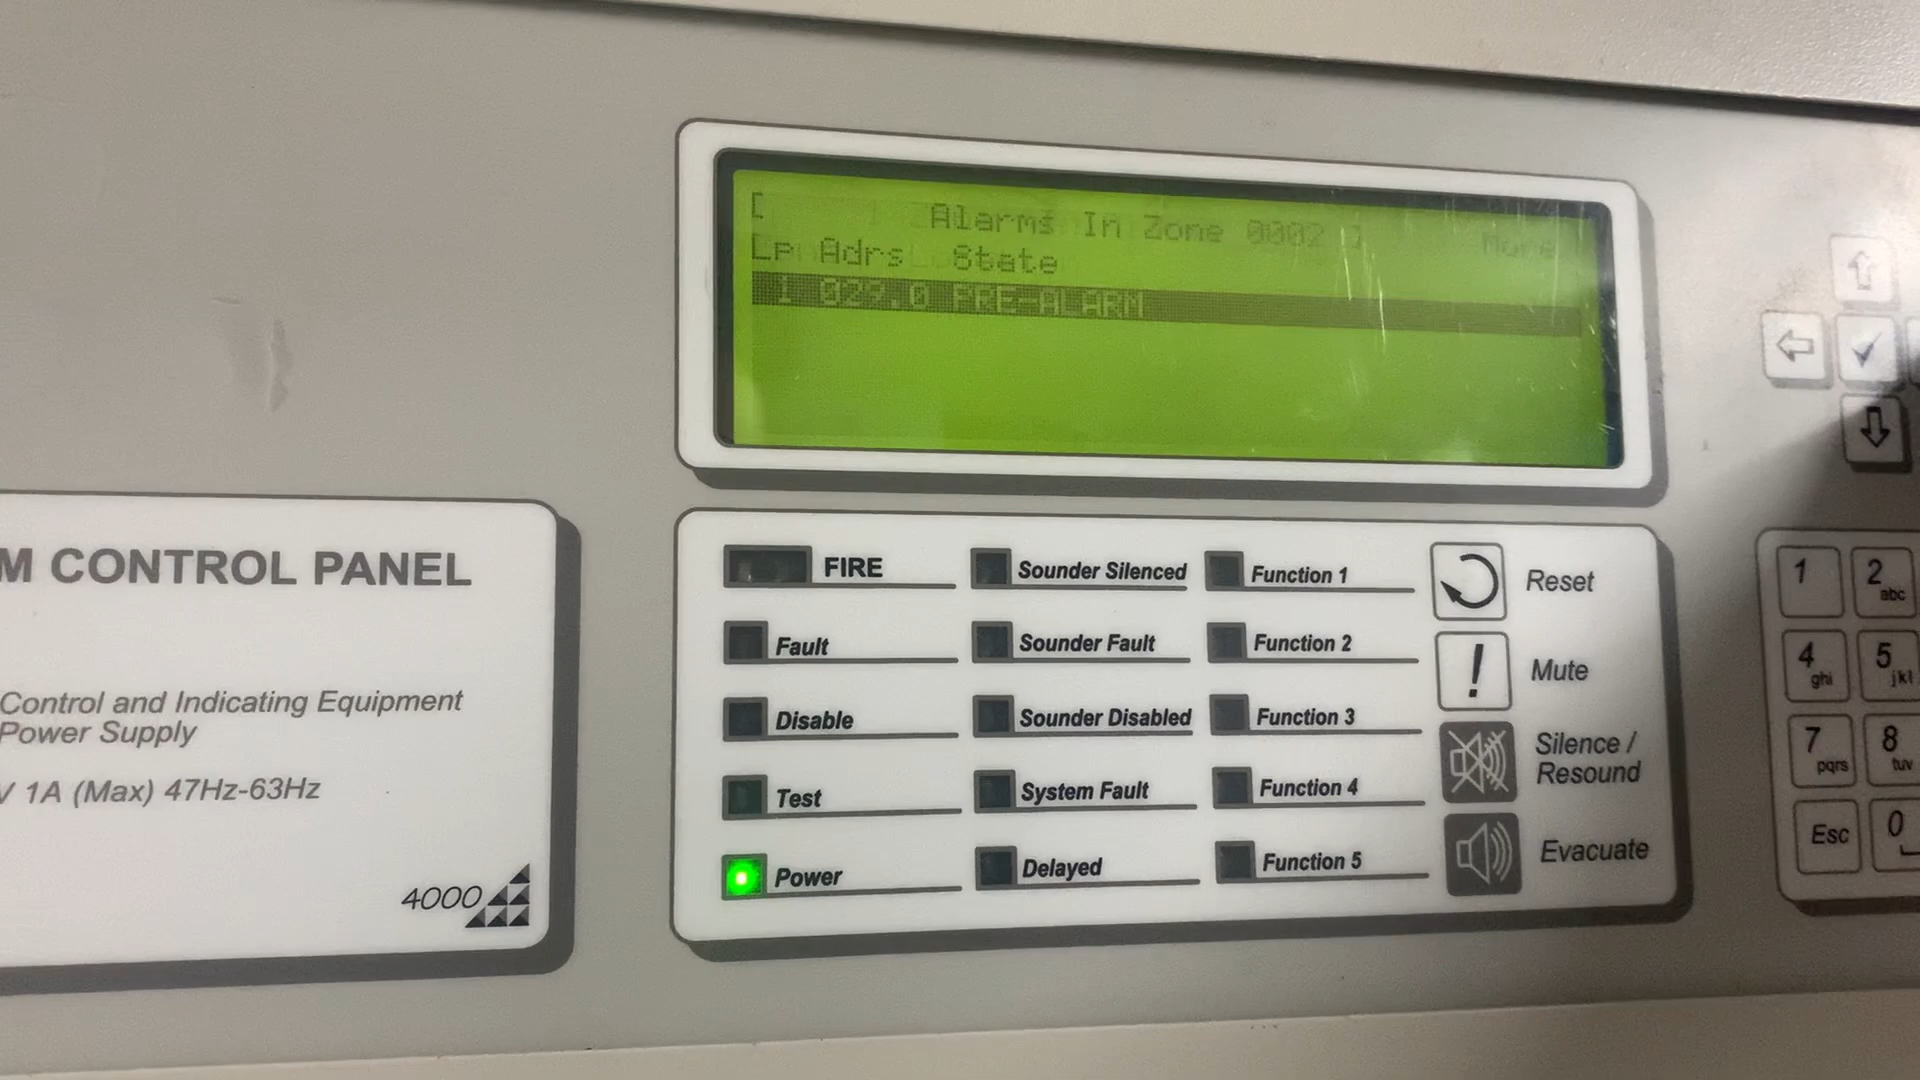 [ Alarms In Zone 0002 ]
More
Lp Adrs State
1 029.0 PRE-ALARM
M CONTROL PANEL
Control and Indicating Equipment
Power Supply
V 1A (Max) 47Hz-63Hz
4000
FIRE
Fault
Disable
Test
Power
Sounder Silenced
Sounder Fault
Sounder Disabled
System Fault
Delayed
Function 1
Function 2
Function 3
Function 4
Function 5
Reset
! Mute
Silence /
Resound
Evacuate
1
2 abc
4 ghi
5 jkl
7 pqrs
8 tuv
Esc
0